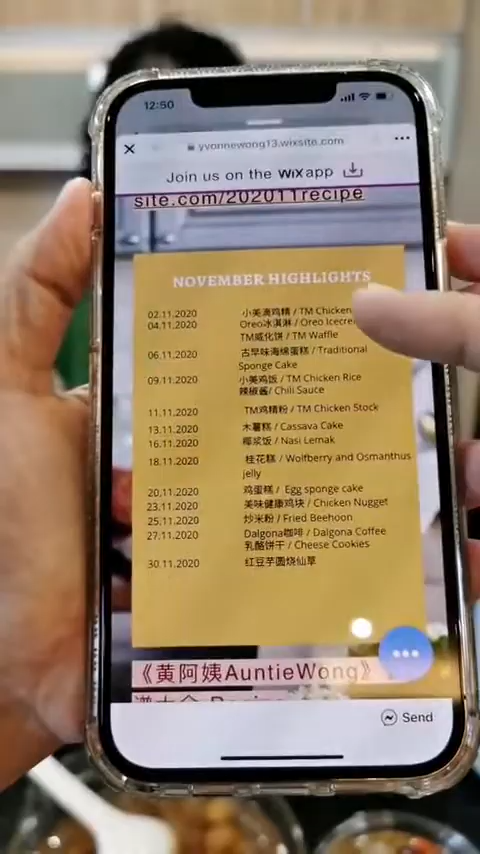 12:50
yvonnewong13.wixsite.com
Join us on the WiX app
site.com/202011recipe
NOVEMBER HIGHLIGHTS
02.11.2020 小美滴鸡精 / TM Chicken
04.11.2020 Oreo冰淇淋 / Oreo Icecre
TM威化饼 / TM Waffle
06.11.2020 古早味海绵蛋糕 / Traditional
Sponge Cake
09.11.2020 小美鸡饭 / TM Chicken Rice
辣椒酱/ Chili Sauce
11.11.2020 TM鸡精粉 / TM Chicken Stock
13.11.2020 木薯糕 / Cassava Cake
16.11.2020 椰浆饭 / Nasi Lemak
18.11.2020 桂花糕 / Wolfberry and Osmanthus
jelly
20.11.2020 鸡蛋糕 / Egg sponge cake
23.11.2020 美味健康鸡块 / Chicken Nugget
25.11.2020 炒米粉 / Fried Beehoon
27.11.2020 Dalgona咖啡 / Dalgona Coffee
乳酪饼干 / Cheese Cookies
30.11.2020 红豆芋圆烧仙草
《黄阿姨AuntieWong》
Send